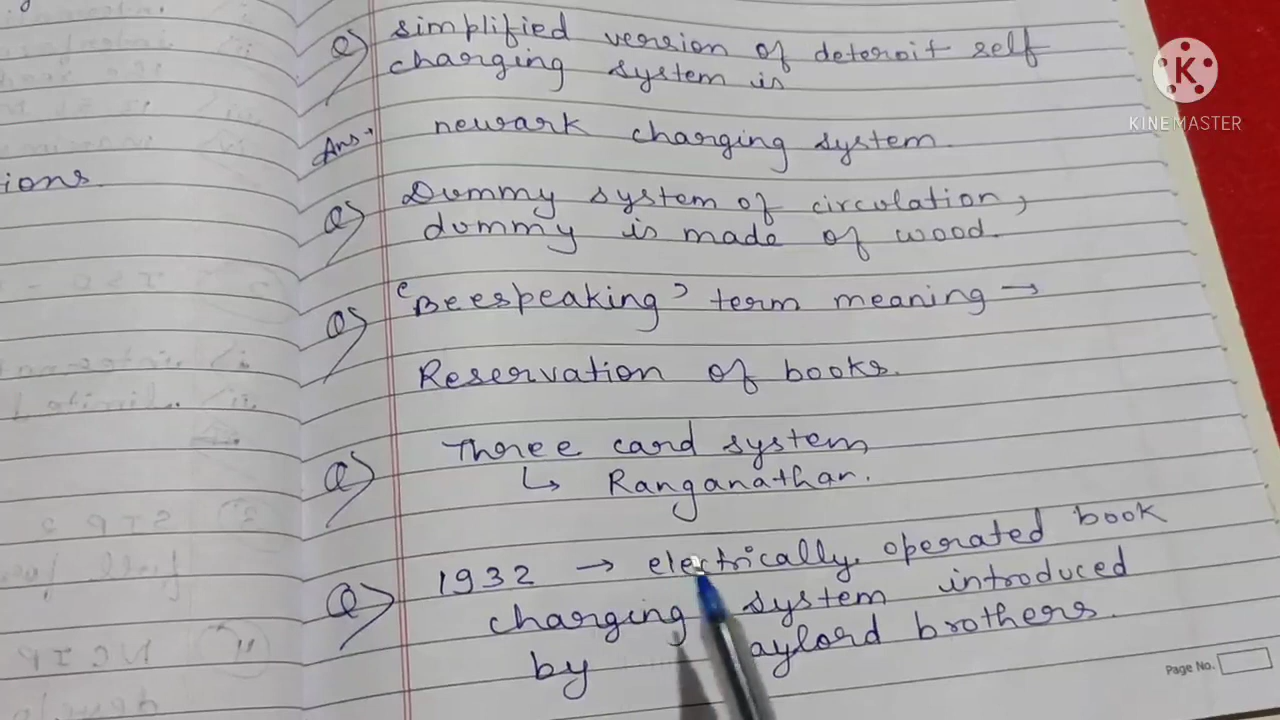 Q) simplified version of deteroit self
charging system is
Ans. newark charging system.
ions.
Q) Dummy system of circulation,
dummy is made of wood.
Q) 'Beespeaking' term meaning →
Reservation of books.
Q) Three card system
↳ Ranganathan.
Q) 1932 → electrically operated book
charging system introduced
by aylord brothers.
Page No.
K
KINEMASTER